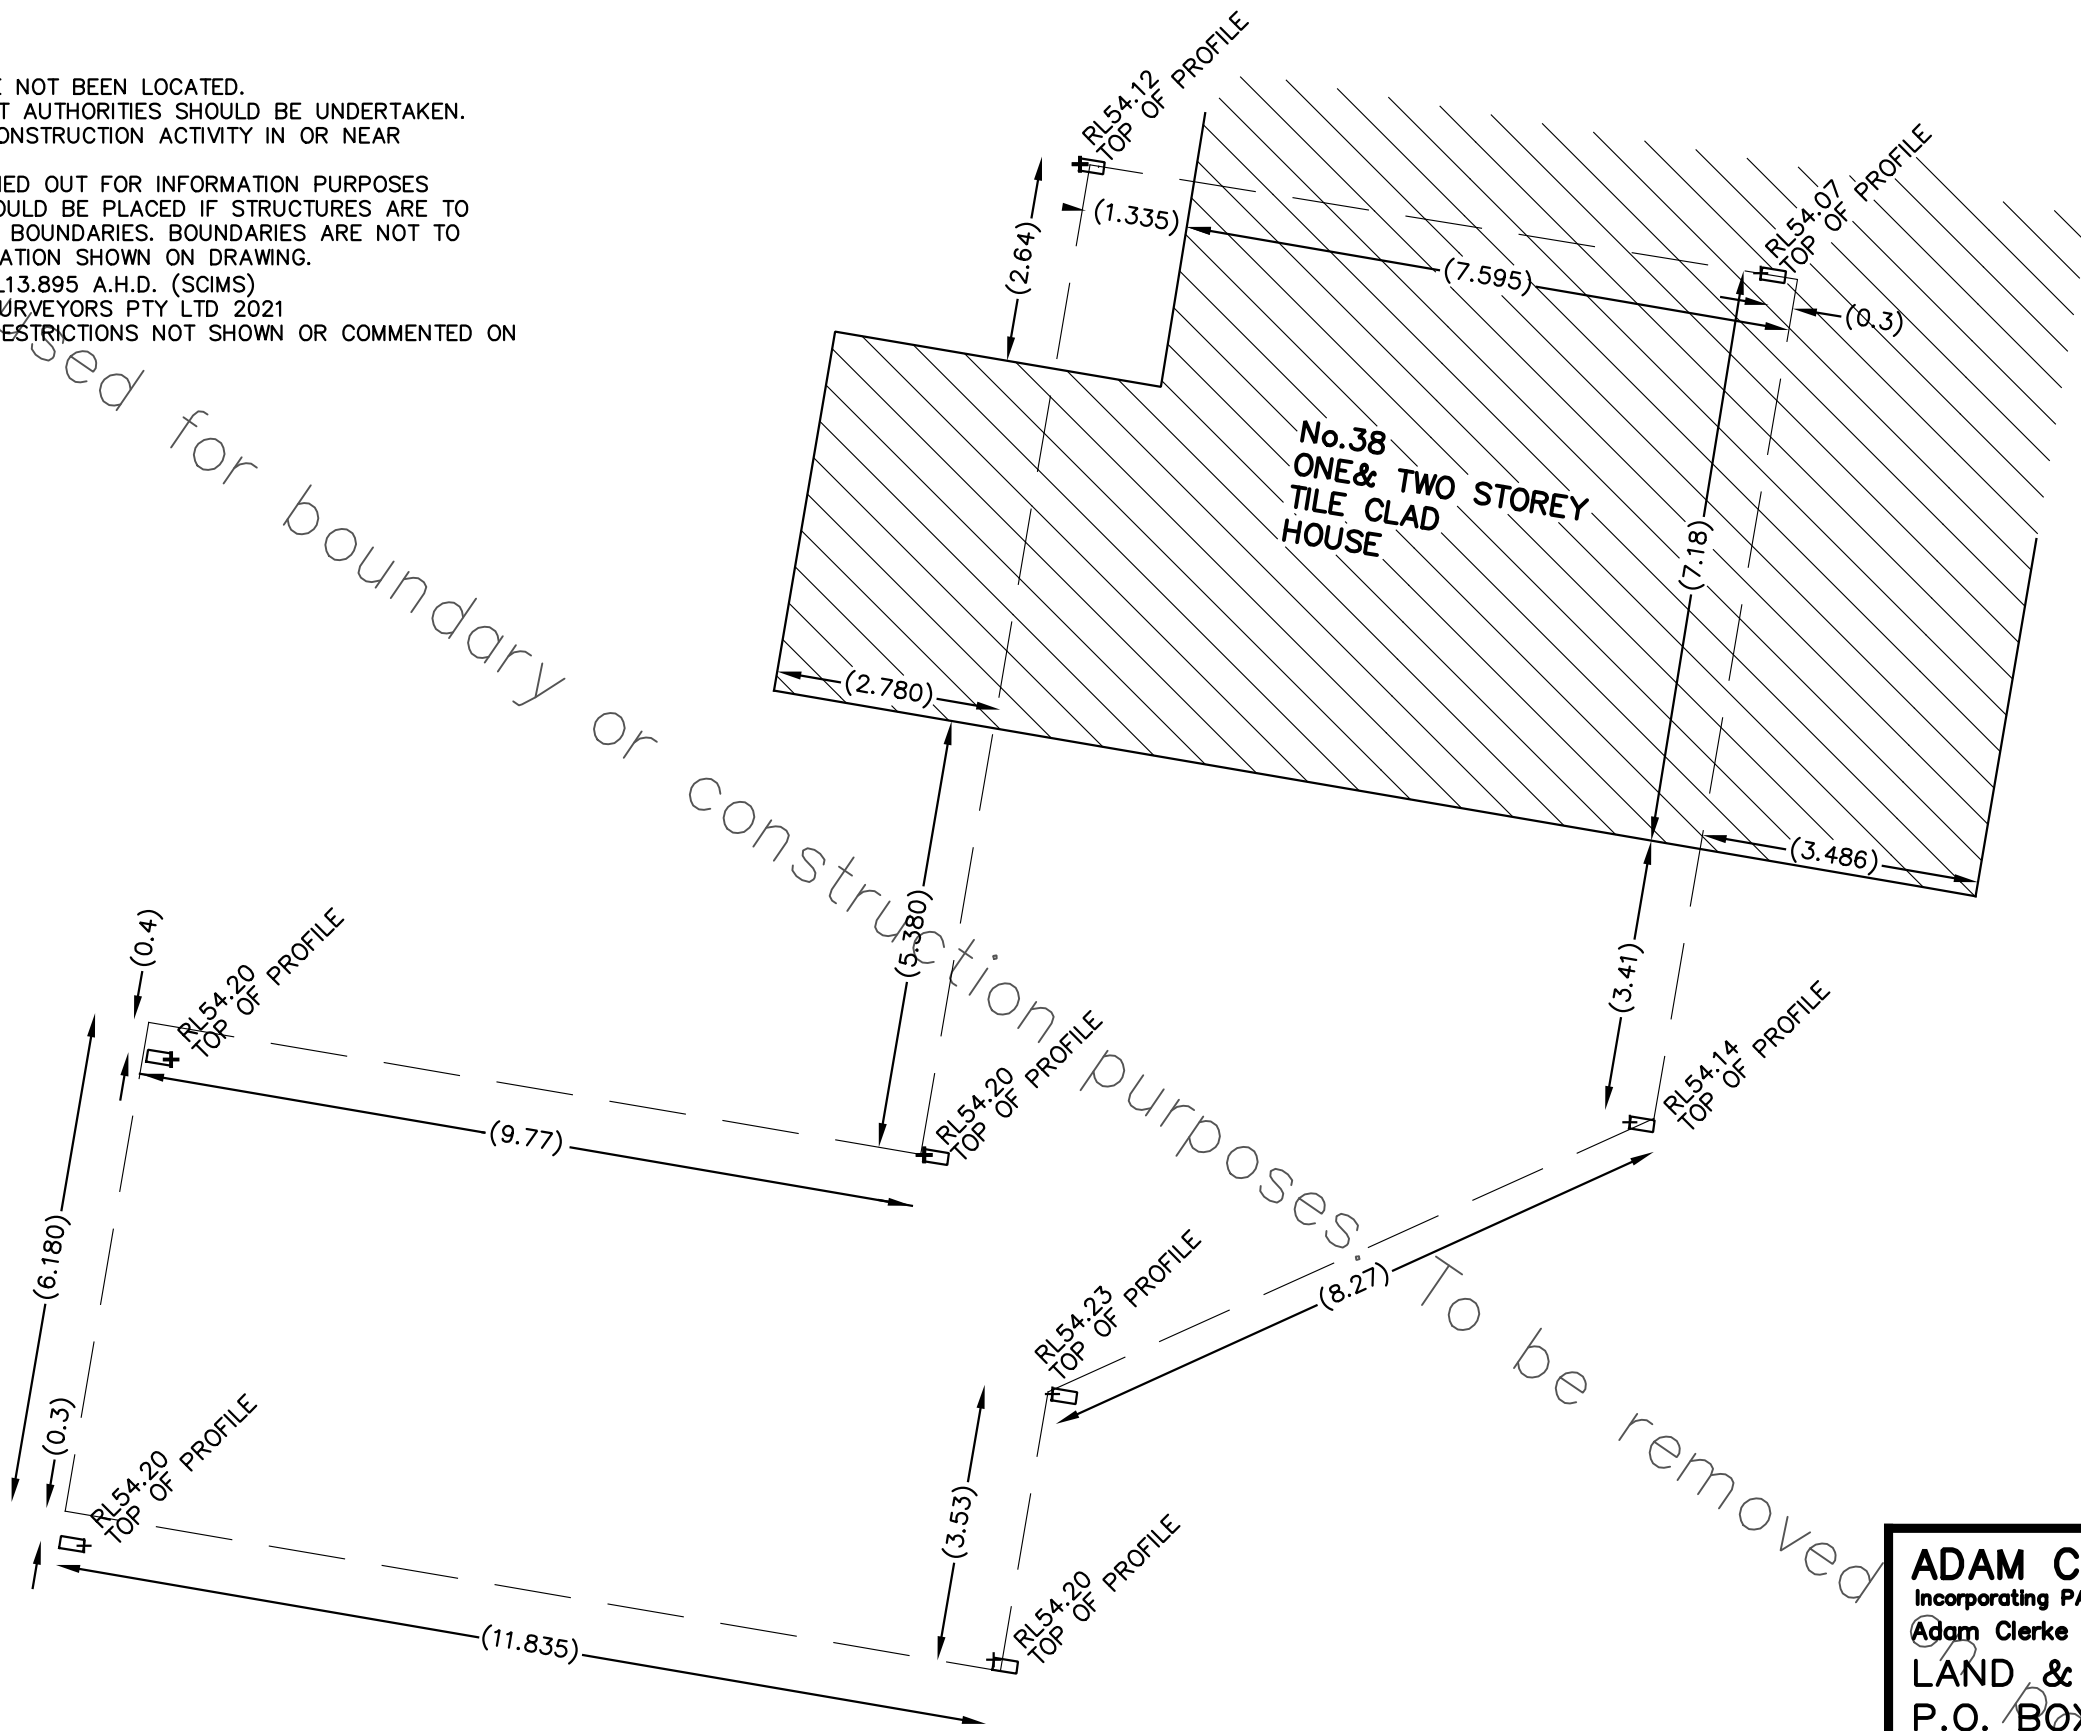 NOT BEEN LOCATED.
AUTHORITIES SHOULD BE UNDERTAKEN.
ONSTRUCTION ACTIVITY IN OR NEAR
IED OUT FOR INFORMATION PURPOSES
OULD BE PLACED IF STRUCTURES ARE TO
BOUNDARIES. BOUNDARIES ARE NOT TO
ATION SHOWN ON DRAWING.
L13.895 A.H.D. (SCIMS)
URVEYORS PTY LTD 2021
ESTRICTIONS NOT SHOWN OR COMMENTED ON
RL54.12
TOP OF PROFILE
(2.64)
(1.335)
(7.595)
RL54.07
TOP OF PROFILE
(0.3)
No.38
ONE& TWO STOREY
TILE CLAD
HOUSE
(7.18)
(2.780)
(3.486)
(5.380)
(3.41)
(0.4)
RL54.20
TOP OF PROFILE
(9.77)
RL54.20
TOP OF PROFILE
RL54.14
TOP OF PROFILE
(6.180)
(8.27)
RL54.23
TOP OF PROFILE
(0.3)
RL54.20
TOP OF PROFILE
(3.53)
RL54.20
TOP OF PROFILE
(11.835)
sed for boundary or construction purposes. To be removed on p
ADAM C
Incorporating PA
Adam Clerke
LAND &
P.O. BOX